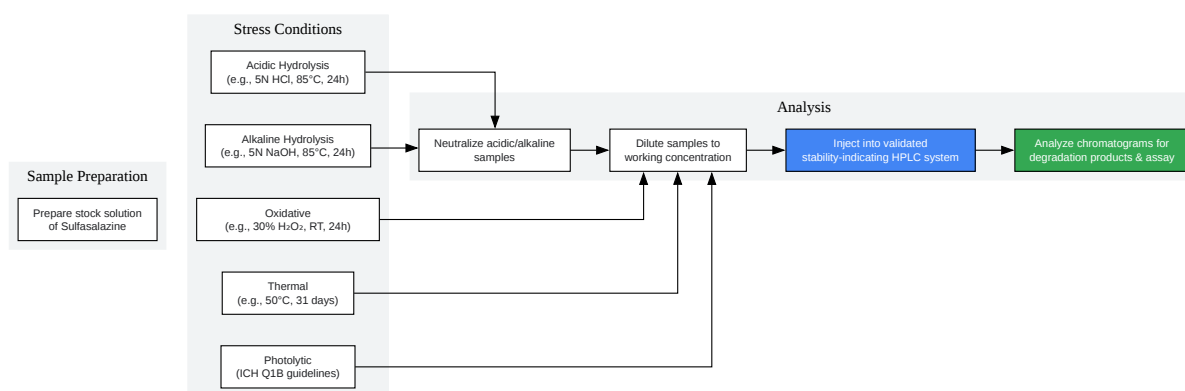 Sample Preparation
Prepare stock solution
of Sulfasalazine
Stress Conditions
Acidic Hydrolysis
(e.g., 5N HCl, 85°C, 24h)
Alkaline Hydrolysis
(e.g., 5N NaOH, 85°C, 24h)
Oxidative
(e.g., 30% H₂O₂, RT, 24h)
Thermal
(e.g., 50°C, 31 days)
Photolytic
(ICH Q1B guidelines)
Analysis
Neutralize acidic/alkaline
samples
Dilute samples to
working concentration
Inject into validated
stability-indicating HPLC system
Analyze chromatograms for
degradation products & assay